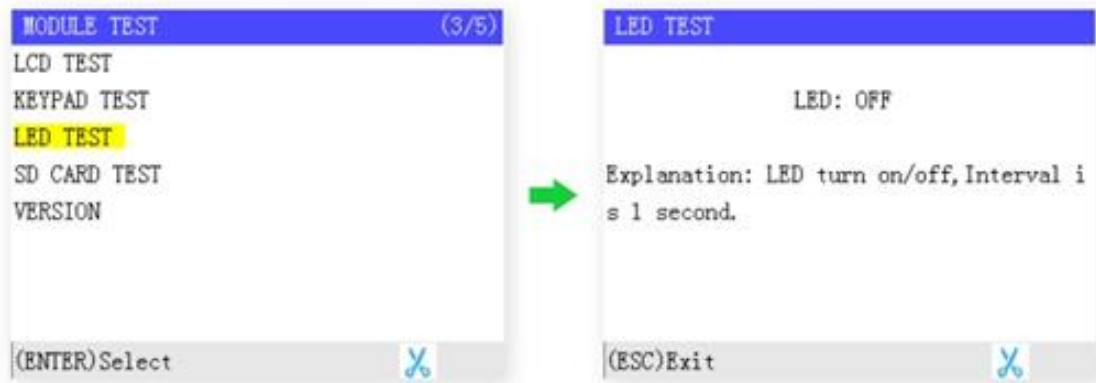 MODULE TEST (3/5)
LCD TEST
KEYPAD TEST
LED TEST
SD CARD TEST
VERSION
(ENTER)Select
LED TEST
LED: OFF
Explanation: LED turn on/off,Interval i
s 1 second.
(ESC)Exit